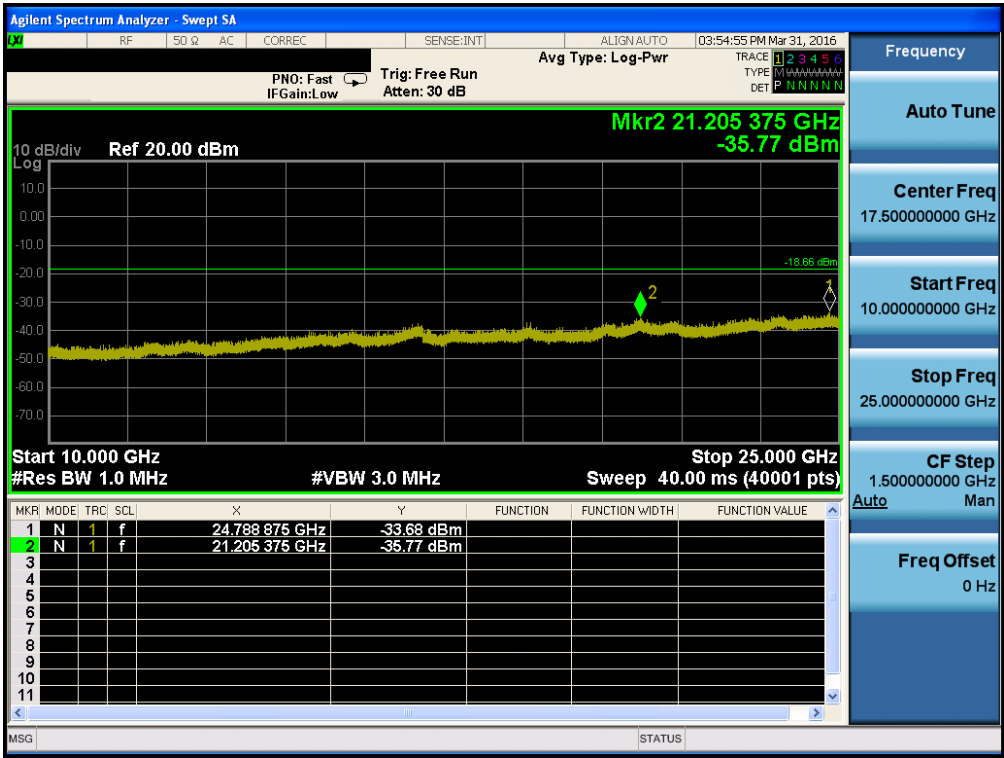 Agilent Spectrum Analyzer - Swept SA
LXI RF 50 Ω AC CORREC SENSE:INT ALIGN AUTO 03:54:55 PM Mar 31, 2016
Frequency
Avg Type: Log-Pwr
TRACE 1 2 3 4 5 6
PNO: Fast Trig: Free Run
TYPE M WWWWW
IFGain:Low Atten: 30 dB
DET P N N N N N
Auto Tune
Mkr2 21.205 375 GHz
-35.77 dBm
10 dB/div Ref 20.00 dBm
Log
10.0
0.00
-10.0
-20.0
-30.0
-40.0
-50.0
-60.0
-70.0
-18.66 dBm
2
1
Start 10.000 GHz Stop 25.000 GHz
#Res BW 1.0 MHz #VBW 3.0 MHz Sweep 40.00 ms (40001 pts)
Center Freq
17.500000000 GHz
Start Freq
10.000000000 GHz
Stop Freq
25.000000000 GHz
CF Step
1.500000000 GHz
Auto Man
Freq Offset
0 Hz
MKR MODE TRC SCL X Y FUNCTION FUNCTION WIDTH FUNCTION VALUE
1 N 1 f 24.788 875 GHz -33.68 dBm
2 N 1 f 21.205 375 GHz -35.77 dBm
3
4
5
6
7
8
9
10
11
MSG STATUS